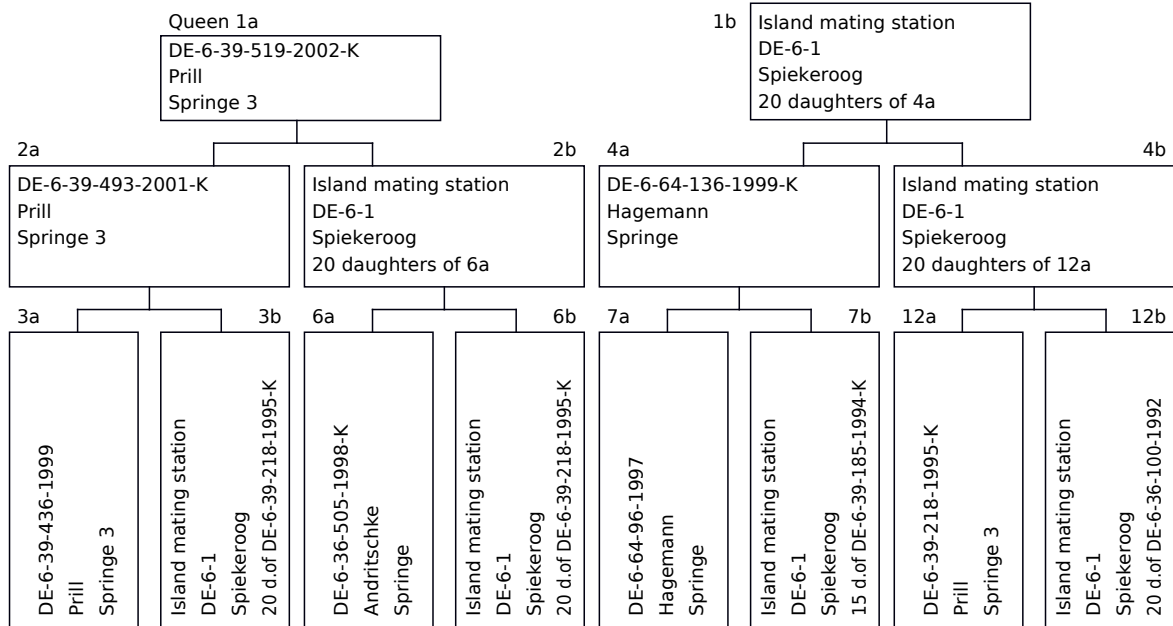 Queen 1a
DE-6-39-519-2002-K
Prill
Springe 3
1b
Island mating station
DE-6-1
Spiekeroog
20 daughters of 4a
2a
DE-6-39-493-2001-K
Prill
Springe 3
2b
Island mating station
DE-6-1
Spiekeroog
20 daughters of 6a
4a
DE-6-64-136-1999-K
Hagemann
Springe
4b
Island mating station
DE-6-1
Spiekeroog
20 daughters of 12a
3a
DE-6-39-436-1999
Prill
Springe 3
3b
Island mating station
DE-6-1
Spiekeroog
20 d.of DE-6-39-218-1995-K
6a
DE-6-36-505-1998-K
Andritschke
Springe
6b
Island mating station
DE-6-1
Spiekeroog
20 d.of DE-6-39-218-1995-K
7a
DE-6-64-96-1997
Hagemann
Springe
7b
Island mating station
DE-6-1
Spiekeroog
15 d.of DE-6-39-185-1994-K
12a
DE-6-39-218-1995-K
Prill
Springe 3
12b
Island mating station
DE-6-1
Spiekeroog
20 d.of DE-6-36-100-1992